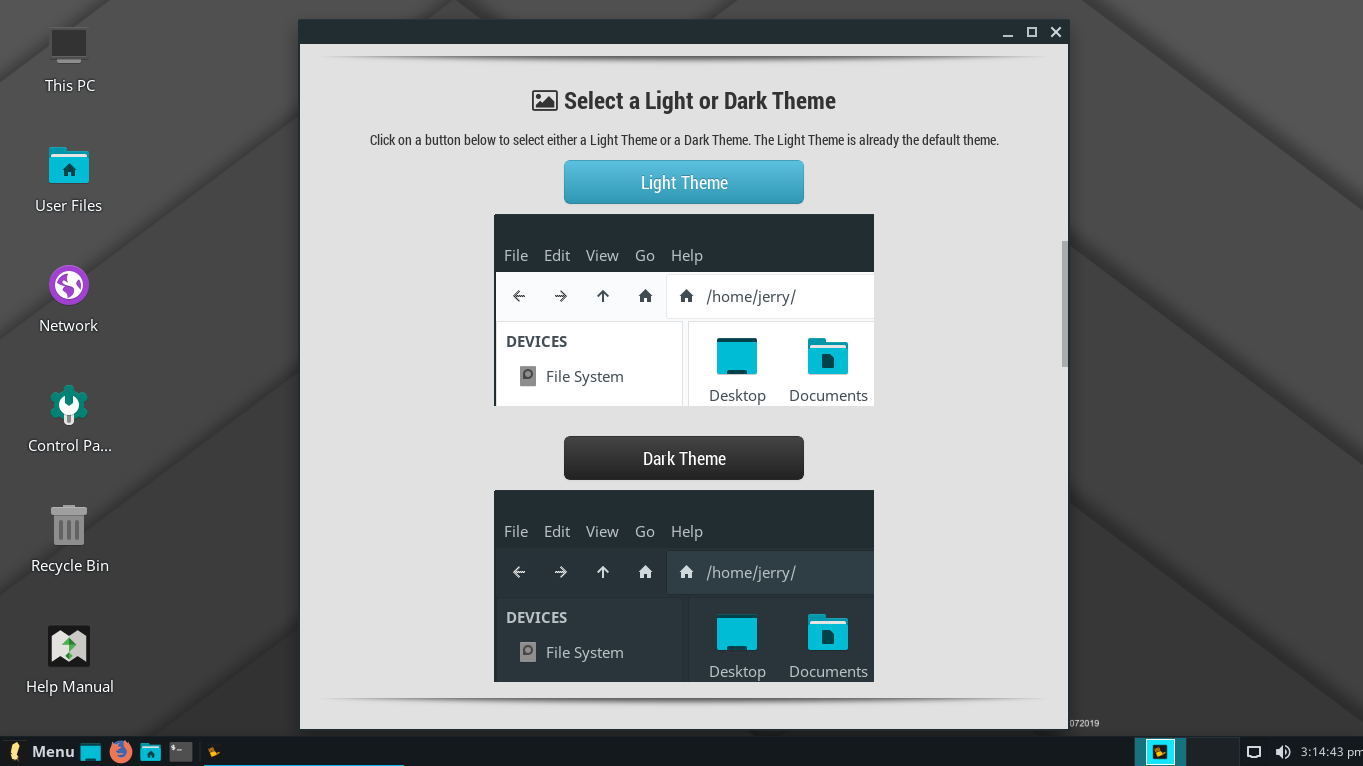 This PC
User Files
Network
Control Pa...
Recycle Bin
Help Manual
Select a Light or Dark Theme
Click on a button below to select either a Light Theme or a Dark Theme. The Light Theme is already the default theme.
Light Theme
File Edit View Go Help
/home/jerry/
DEVICES
File System
Desktop Documents
Dark Theme
File Edit View Go Help
/home/jerry/
DEVICES
File System
Desktop Documents
072019
Menu
$-
3:14:43 pm